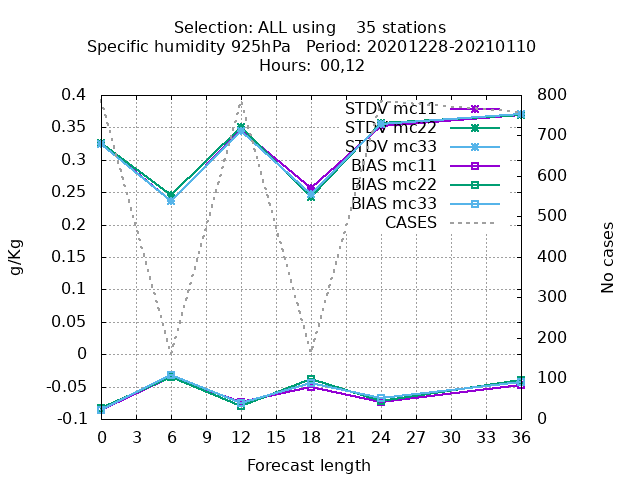 Selection: ALL using    35 stations
Specific humidity 925hPa   Period: 20201228-20210110
Hours:  00,12
0.4
0.35
0.3
0.25
0.2
0.15
0.1
0.05
0
-0.05
-0.1
g/Kg
STDV mc11
STDV mc22
STDV mc33
BIAS mc11
BIAS mc22
BIAS mc33
CASES
800
700
600
500
400
300
200
100
0
No cases
0 3 6 9 12 15 18 21 24 27 30 33 36
Forecast length